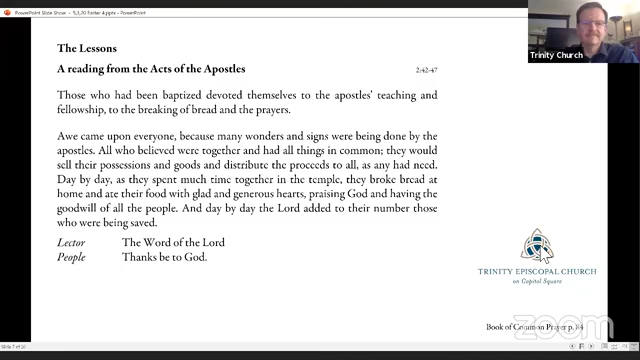 PowerPoint Slide Show - 5.3.20 Easter 4.pptx - PowerPoint
Trinity Church
The Lessons
A reading from the Acts of the Apostles 2:42-47
Those who had been baptized devoted themselves to the apostles' teaching and
fellowship, to the breaking of bread and the prayers.
Awe came upon everyone, because many wonders and signs were being done by the
apostles. All who believed were together and had all things in common; they would
sell their possessions and goods and distribute the proceeds to all, as any had need.
Day by day, as they spent much time together in the temple, they broke bread at
home and ate their food with glad and generous hearts, praising God and having the
goodwill of all the people. And day by day the Lord added to their number those
who were being saved.
Lector The Word of the Lord
People Thanks be to God.
TRINITY EPISCOPAL CHURCH
on Capitol Square
Book of Common Prayer p. 84
zoom
Slide 7 of